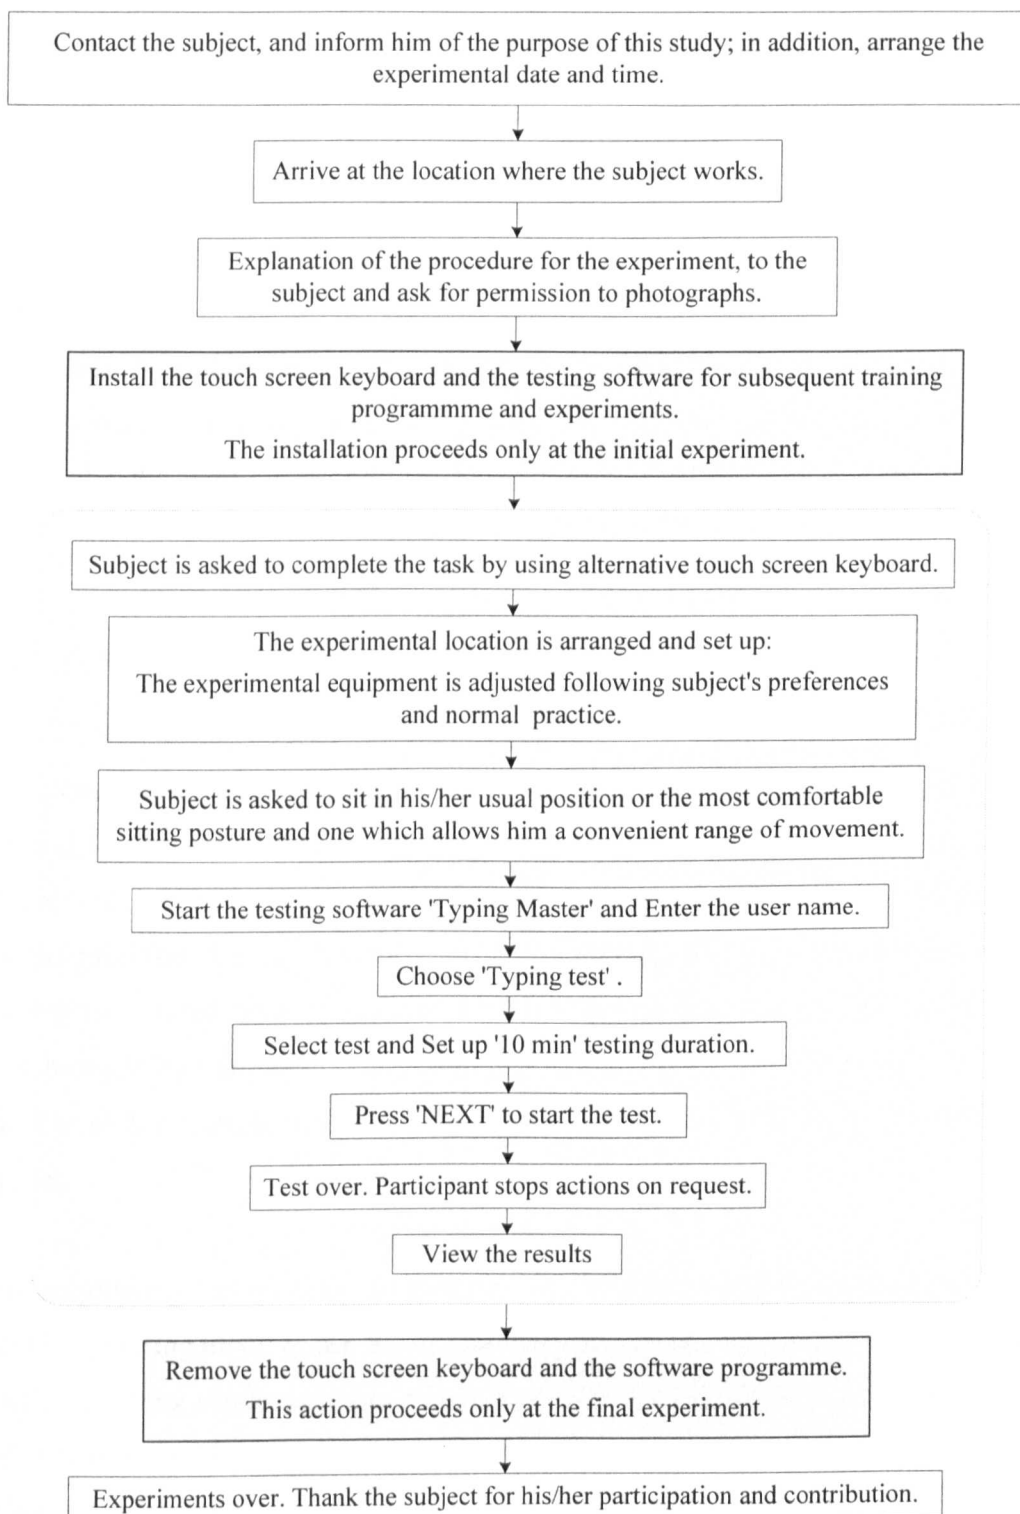 Contact the subject, and inform him of the purpose of this study; in addition, arrange the
experimental date and time.
Arrive at the location where the subject works.
Explanation of the procedure for the experiment, to the
subject and ask for permission to photographs.
Install the touch screen keyboard and the testing software for subsequent training
programmme and experiments.
The installation proceeds only at the initial experiment.
Subject is asked to complete the task by using alternative touch screen keyboard.
The experimental location is arranged and set up:
The experimental equipment is adjusted following subject's preferences
and normal practice.
Subject is asked to sit in his/her usual position or the most comfortable
sitting posture and one which allows him a convenient range of movement.
Start the testing software 'Typing Master' and Enter the user name.
Choose 'Typing test' .
Select test and Set up '10 min' testing duration.
Press 'NEXT' to start the test.
Test over. Participant stops actions on request.
View the results
Remove the touch screen keyboard and the software programme.
This action proceeds only at the final experiment.
Experiments over. Thank the subject for his/her participation and contribution.